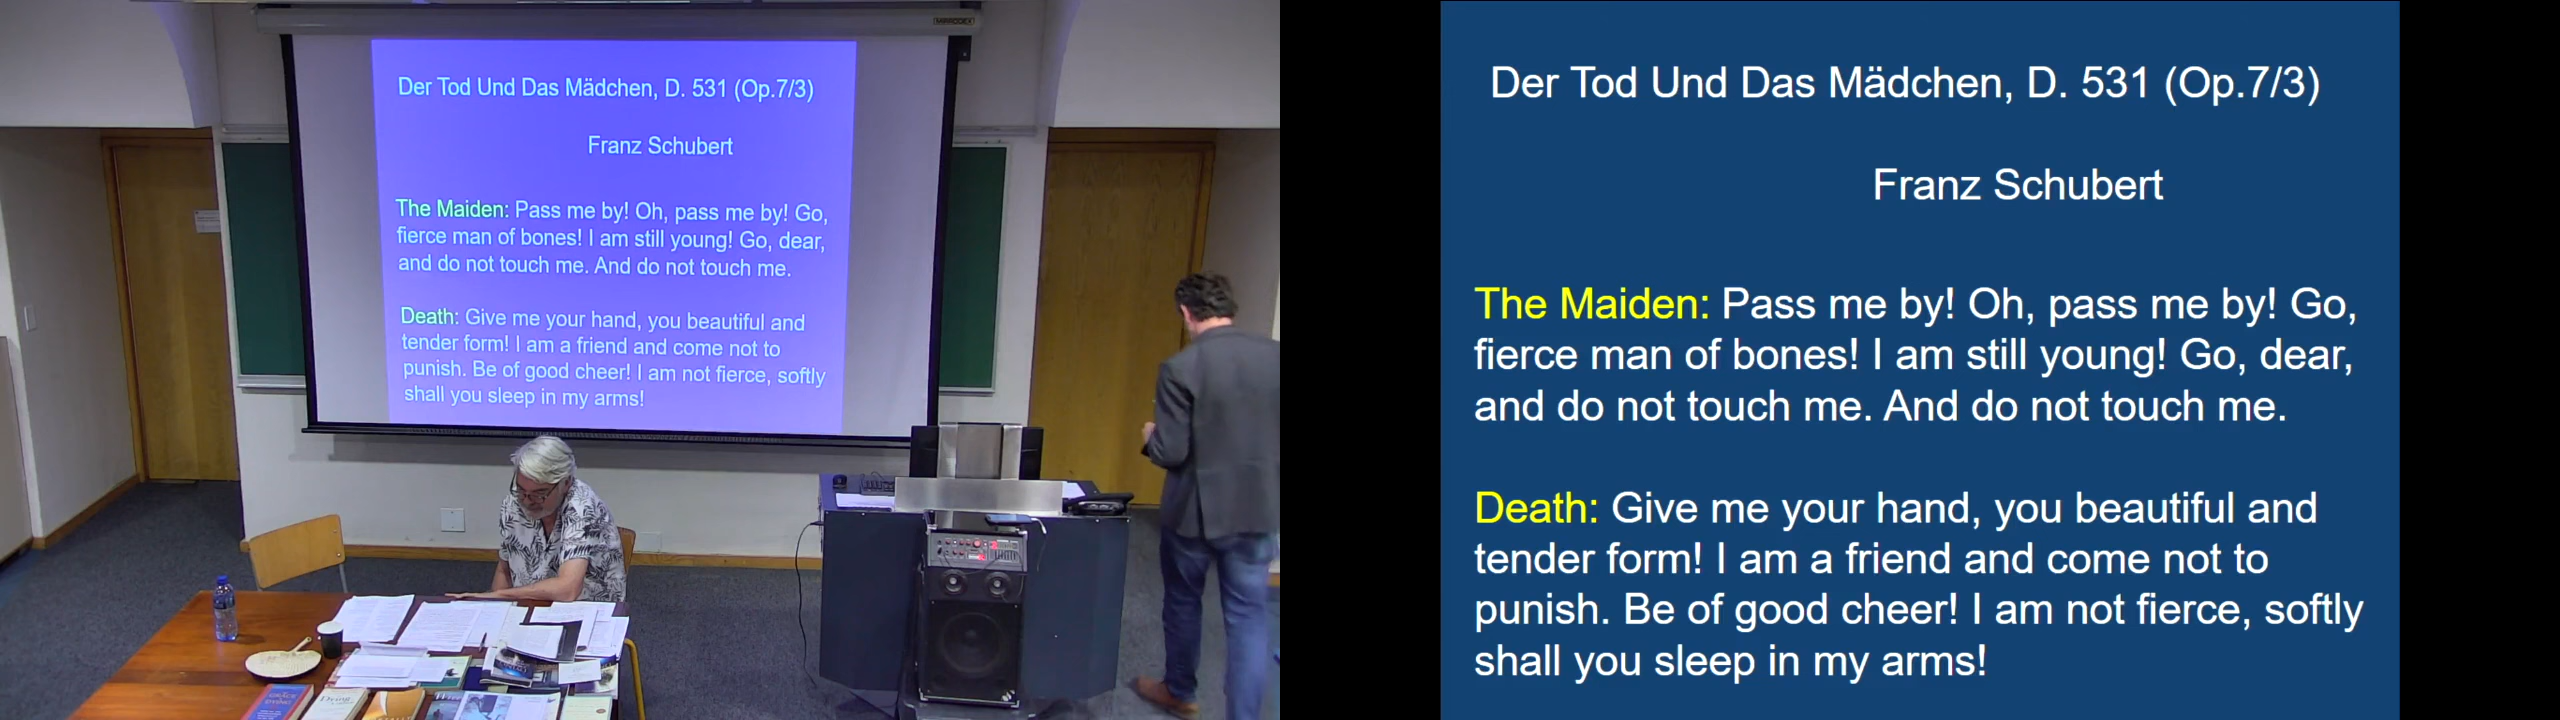 MIRRODEX
Der Tod Und Das Mädchen, D. 531 (Op.7/3)
Franz Schubert
The Maiden: Pass me by! Oh, pass me by! Go,
fierce man of bones! I am still young! Go, dear,
and do not touch me. And do not touch me.
Death: Give me your hand, you beautiful and
tender form! I am a friend and come not to
punish. Be of good cheer! I am not fierce, softly
shall you sleep in my arms!
Der Tod Und Das Mädchen, D. 531 (Op.7/3)
Franz Schubert
The Maiden: Pass me by! Oh, pass me by! Go,
fierce man of bones! I am still young! Go, dear,
and do not touch me. And do not touch me.
Death: Give me your hand, you beautiful and
tender form! I am a friend and come not to
punish. Be of good cheer! I am not fierce, softly
shall you sleep in my arms!
GRACE
DYING
Dying